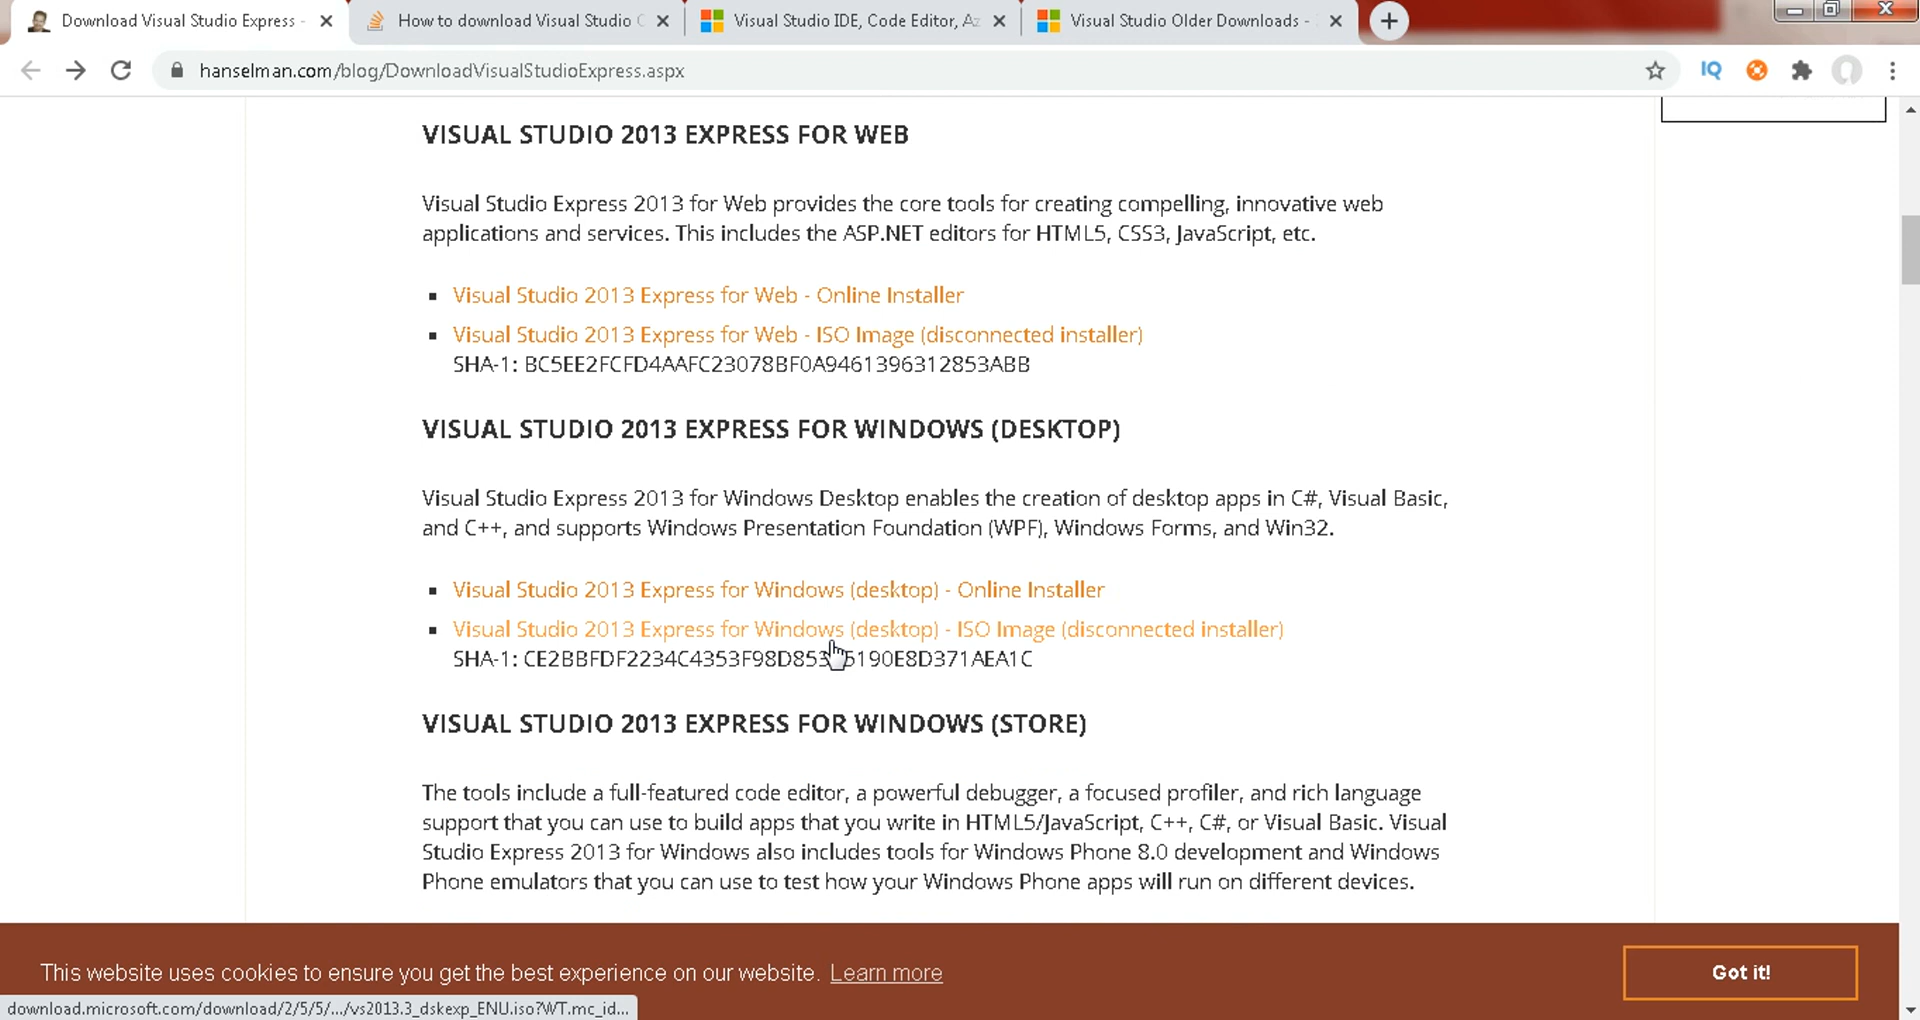 Download Visual Studio Express -
How to download Visual Studio C
Visual Studio IDE, Code Editor, Az
Visual Studio Older Downloads -
hanselman.com/blog/DownloadVisualStudioExpress.aspx
IQ
VISUAL STUDIO 2013 EXPRESS FOR WEB
Visual Studio Express 2013 for Web provides the core tools for creating compelling, innovative web
applications and services. This includes the ASP.NET editors for HTML5, CSS3, JavaScript, etc.
Visual Studio 2013 Express for Web - Online Installer
Visual Studio 2013 Express for Web - ISO Image (disconnected installer)
SHA-1: BC5EE2FCFD4AAFC23078BF0A9461396312853ABB
VISUAL STUDIO 2013 EXPRESS FOR WINDOWS (DESKTOP)
Visual Studio Express 2013 for Windows Desktop enables the creation of desktop apps in C#, Visual Basic,
and C++, and supports Windows Presentation Foundation (WPF), Windows Forms, and Win32.
Visual Studio 2013 Express for Windows (desktop) - Online Installer
Visual Studio 2013 Express for Windows (desktop) - ISO Image (disconnected installer)
SHA-1:
VISUAL STUDIO 2013 EXPRESS FOR WINDOWS (STORE)
The tools include a full-featured code editor, a powerful debugger, a focused profiler, and rich language
support that you can use to build apps that you write in HTML5/JavaScript, C++, C#, or Visual Basic. Visual
Studio Express 2013 for Windows also includes tools for Windows Phone 8.0 development and Windows
Phone emulators that you can use to test how your Windows Phone apps will run on different devices.
This website uses cookies to ensure you get the best experience on our website. Learn more
Got it!
download.microsoft.com/download/2/5/5/.../vs2013.3_dskexp_ENU.iso?WT.mc_id...